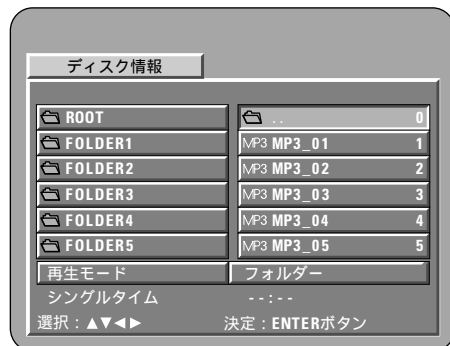 ディスク情報
ROOT
FOLDER1
FOLDER2
FOLDER3
FOLDER4
FOLDER5
.. 0
MP3 MP3_01 1
MP3 MP3_02 2
MP3 MP3_03 3
MP3 MP3_04 4
MP3 MP3_05 5
再生モード フォルダー
シングルタイム --:--
選択：▲▼◀▶ 決定：ENTERボタン